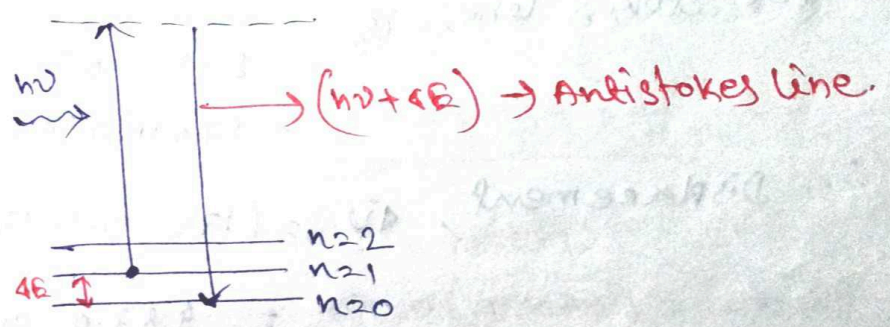 hν
(hν+ΔE) → Antistokes line.
n=2
n=1
ΔE
n=0